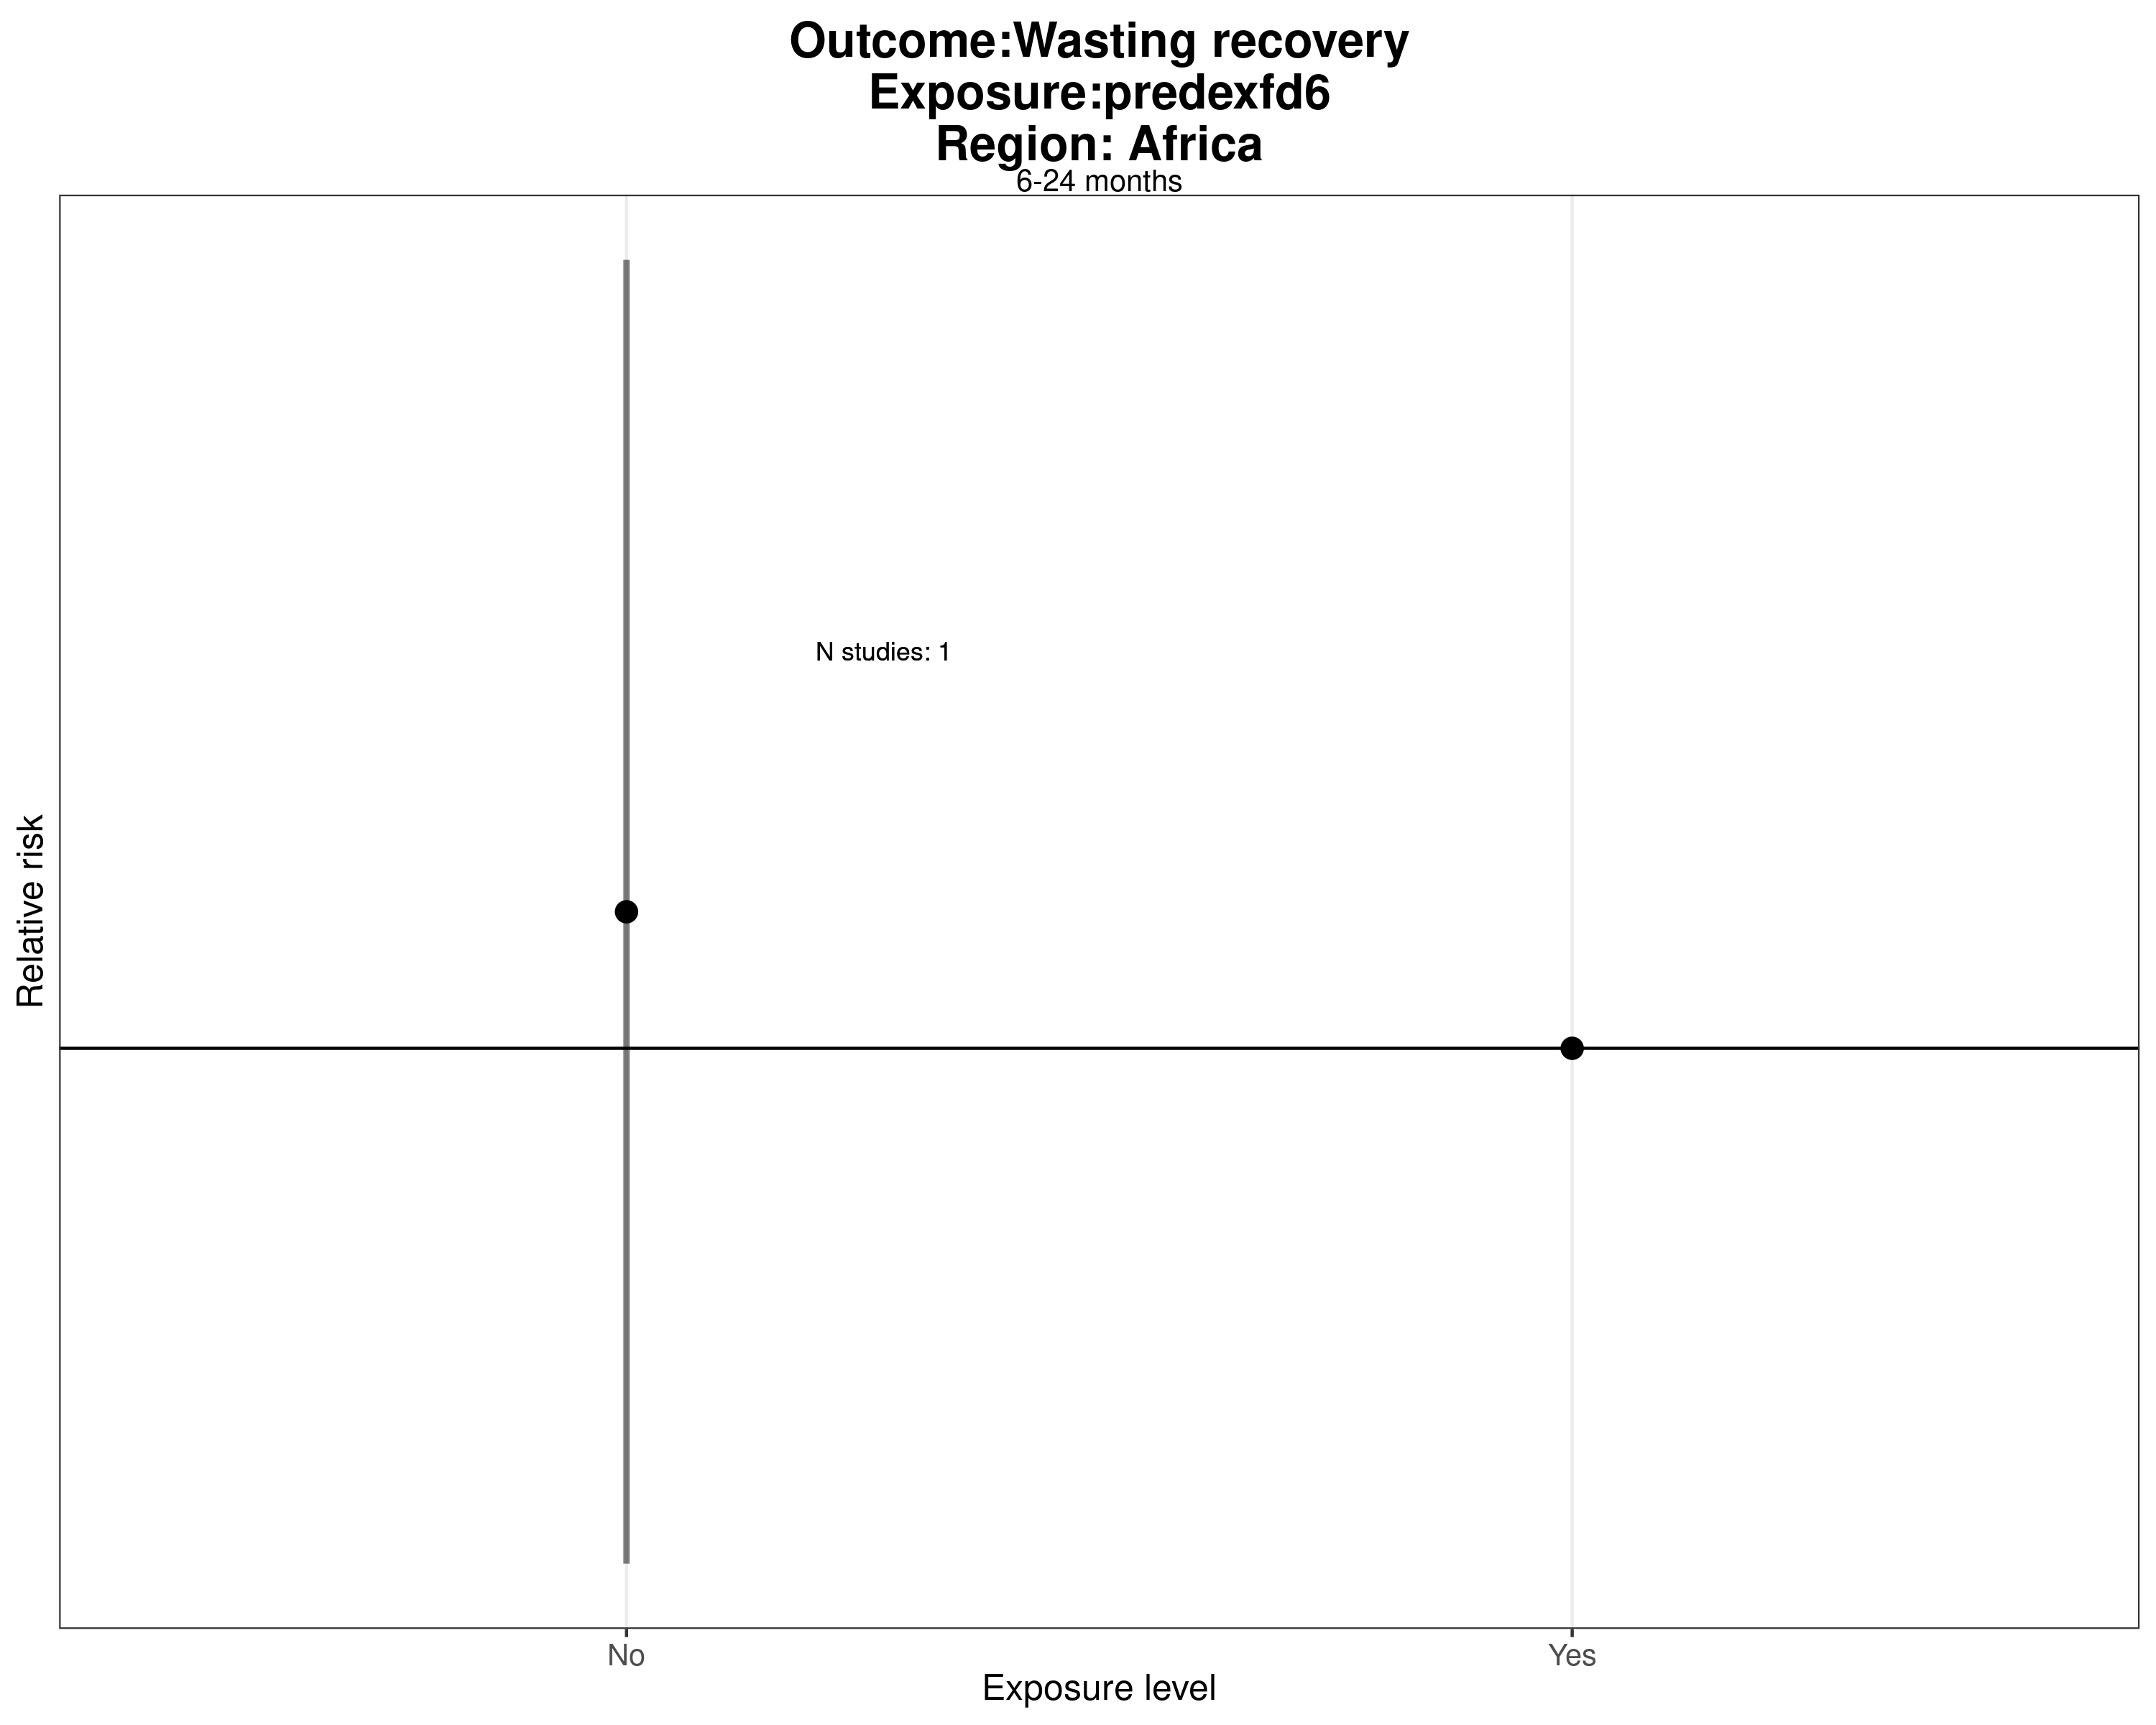 Outcome:Wasting recovery
Exposure:predexfd6
Region: Africa
6-24 months
N studies: 1
Relative risk
No
Yes
Exposure level